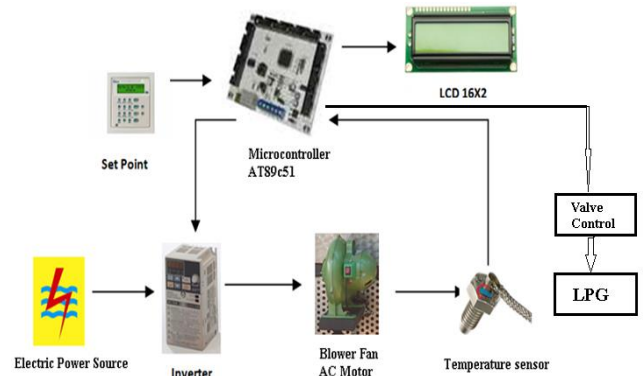 LCD 16X2
Set Point
Microcontroller
AT89c51
Valve
Control
LPG
Electric Power Source
Inverter
Blower Fan
AC Motor
Temperature sensor